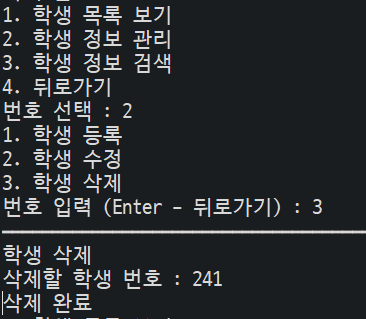 1. 학생 목록 보기
2. 학생 정보 관리
3. 학생 정보 검색
4. 뒤로가기
번호 선택 : 2
1. 학생 등록
2. 학생 수정
3. 학생 삭제
번호 입력 (Enter - 뒤로가기) : 3
학생 삭제
삭제할 학생 번호 : 241
삭제 완료